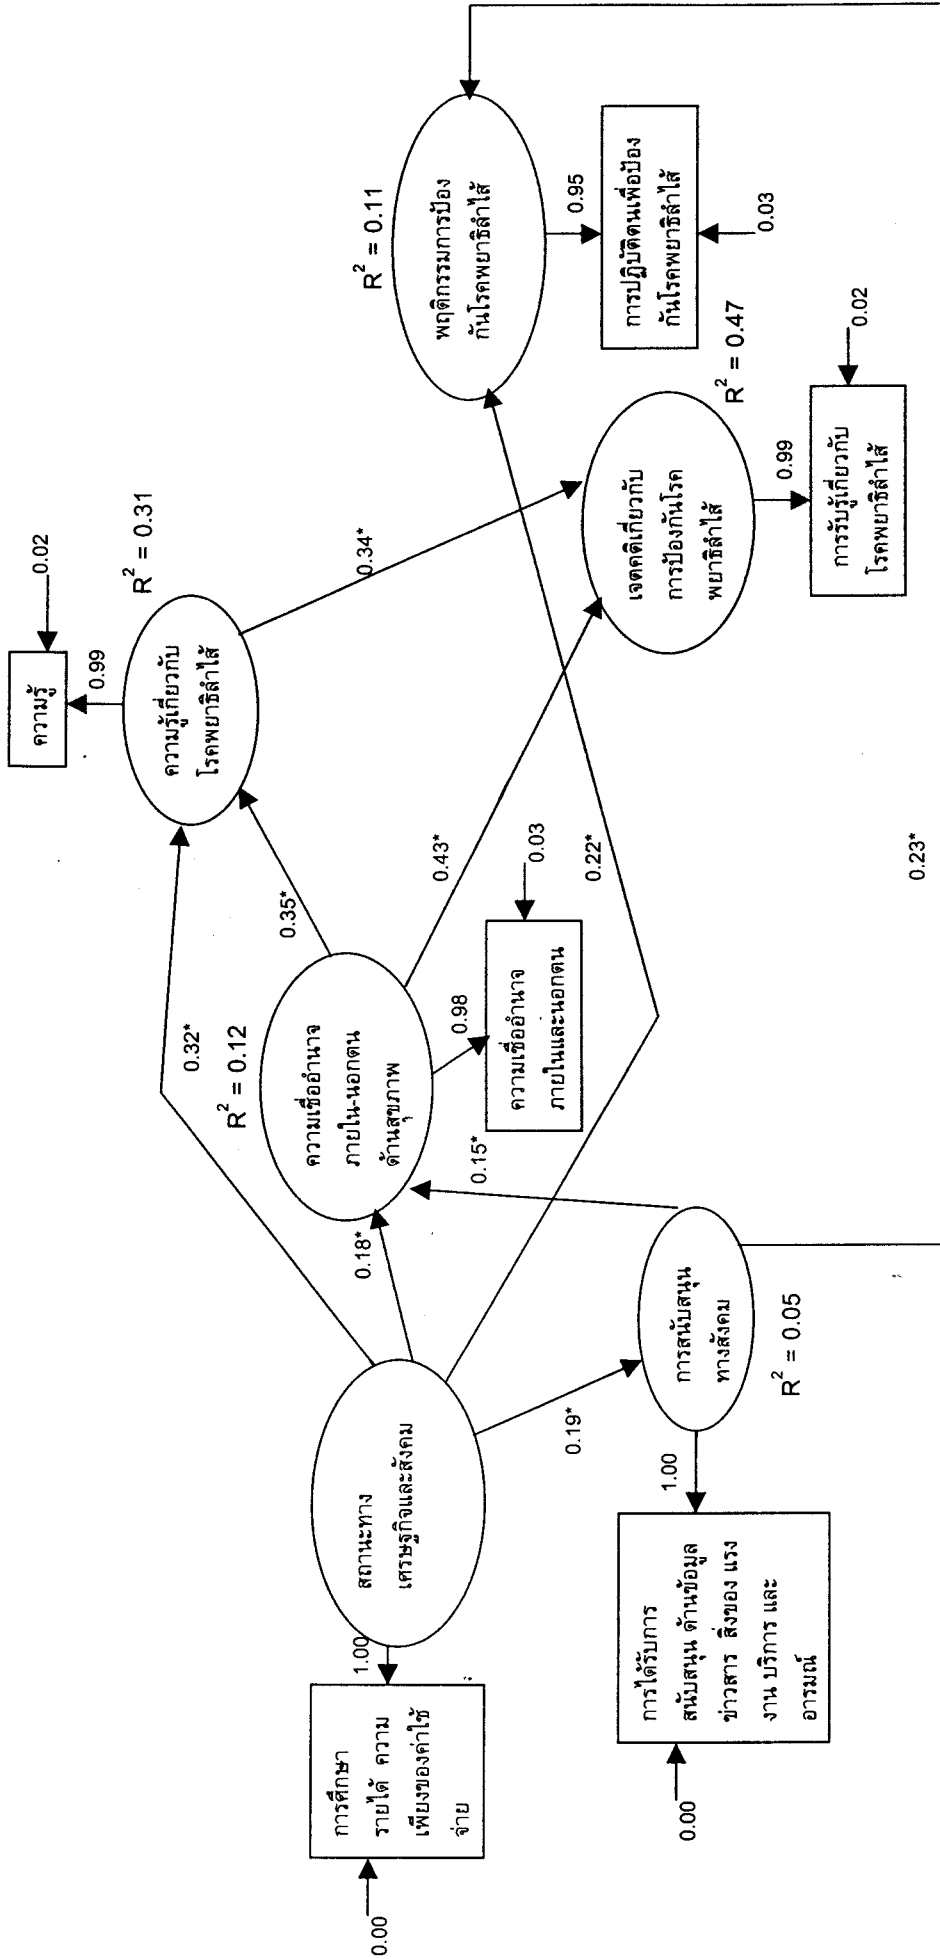 0.02
ความรู้
0.99
R² = 0.31
ความรู้เกี่ยวกับ
โรคพยาธิลำไส้
0.32*
0.35*
0.34*
R² = 0.12
ความเชื่ออำนาจ
ภายใน-นอกตน
ด้านสุขภาพ
0.98
0.03
ความเชื่ออำนาจ
ภายในและนอกตน
0.43*
0.22*
R² = 0.11
พฤติกรรมการป้อง
กันโรคพยาธิลำไส้
0.95
การปฏิบัติตนเพื่อป้อง
กันโรคพยาธิลำไส้
0.03
เจตคติเกี่ยวกับ
การป้องกันโรค
พยาธิลำไส้
R² = 0.47
0.99
0.02
การรับรู้เกี่ยวกับ
โรคพยาธิลำไส้
0.18*
0.15*
สถานะทาง
เศรษฐกิจและสังคม
1.00
การศึกษา
รายได้ ความ
เพียงของค่าใช้
จ่าย
0.00
0.19*
การสนับสนุน
ทางสังคม
R² = 0.05
1.00
การได้รับการ
สนับสนุน ด้านข้อมูล
ข่าวสาร สิ่งของ แรง
งาน บริการ และ
อารมณ์
0.00
0.23*